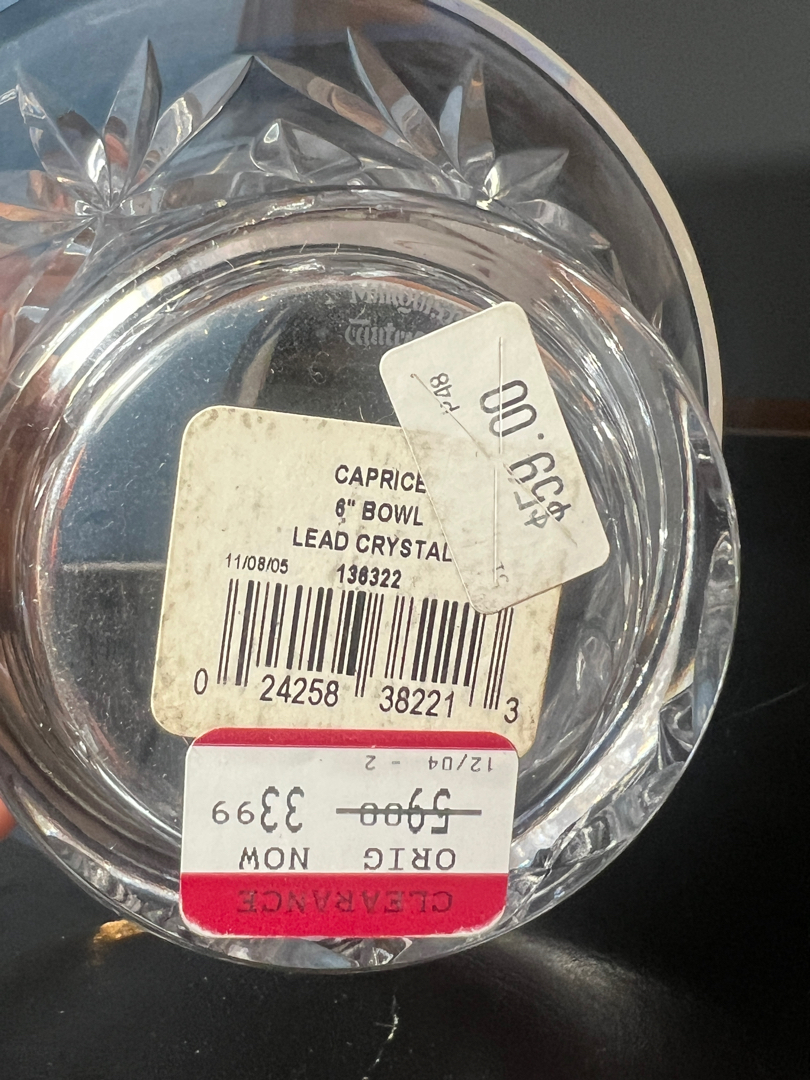 CAPRICE
6" BOWL
LEAD CRYSTAL
11/08/05
136322
0 24258 38221 3
P48
$59.00
CLEARANCE
ORIG NOW
5900 3399
12/04 - 2